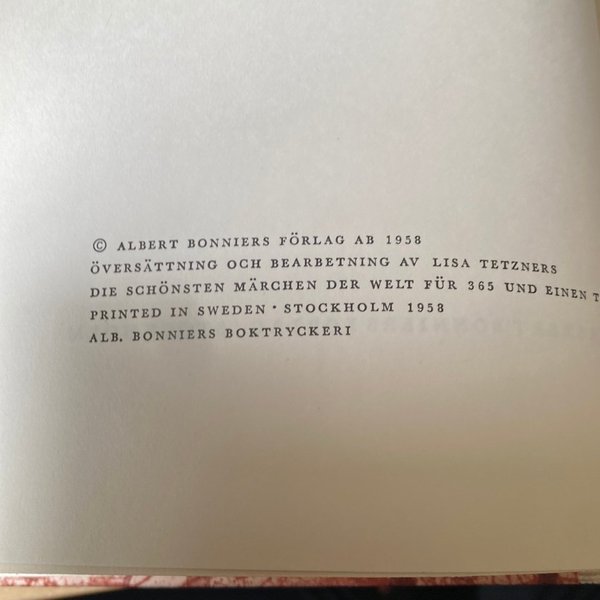 © ALBERT BONNIERS FÖRLAG AB 1958
ÖVERSÄTTNING OCH BEARBETNING AV LISA TETZNERS
DIE SCHÖNSTEN MÄRCHEN DER WELT FÜR 365 UND EINEN T
PRINTED IN SWEDEN · STOCKHOLM 1958
ALB. BONNIERS BOKTRYCKERI